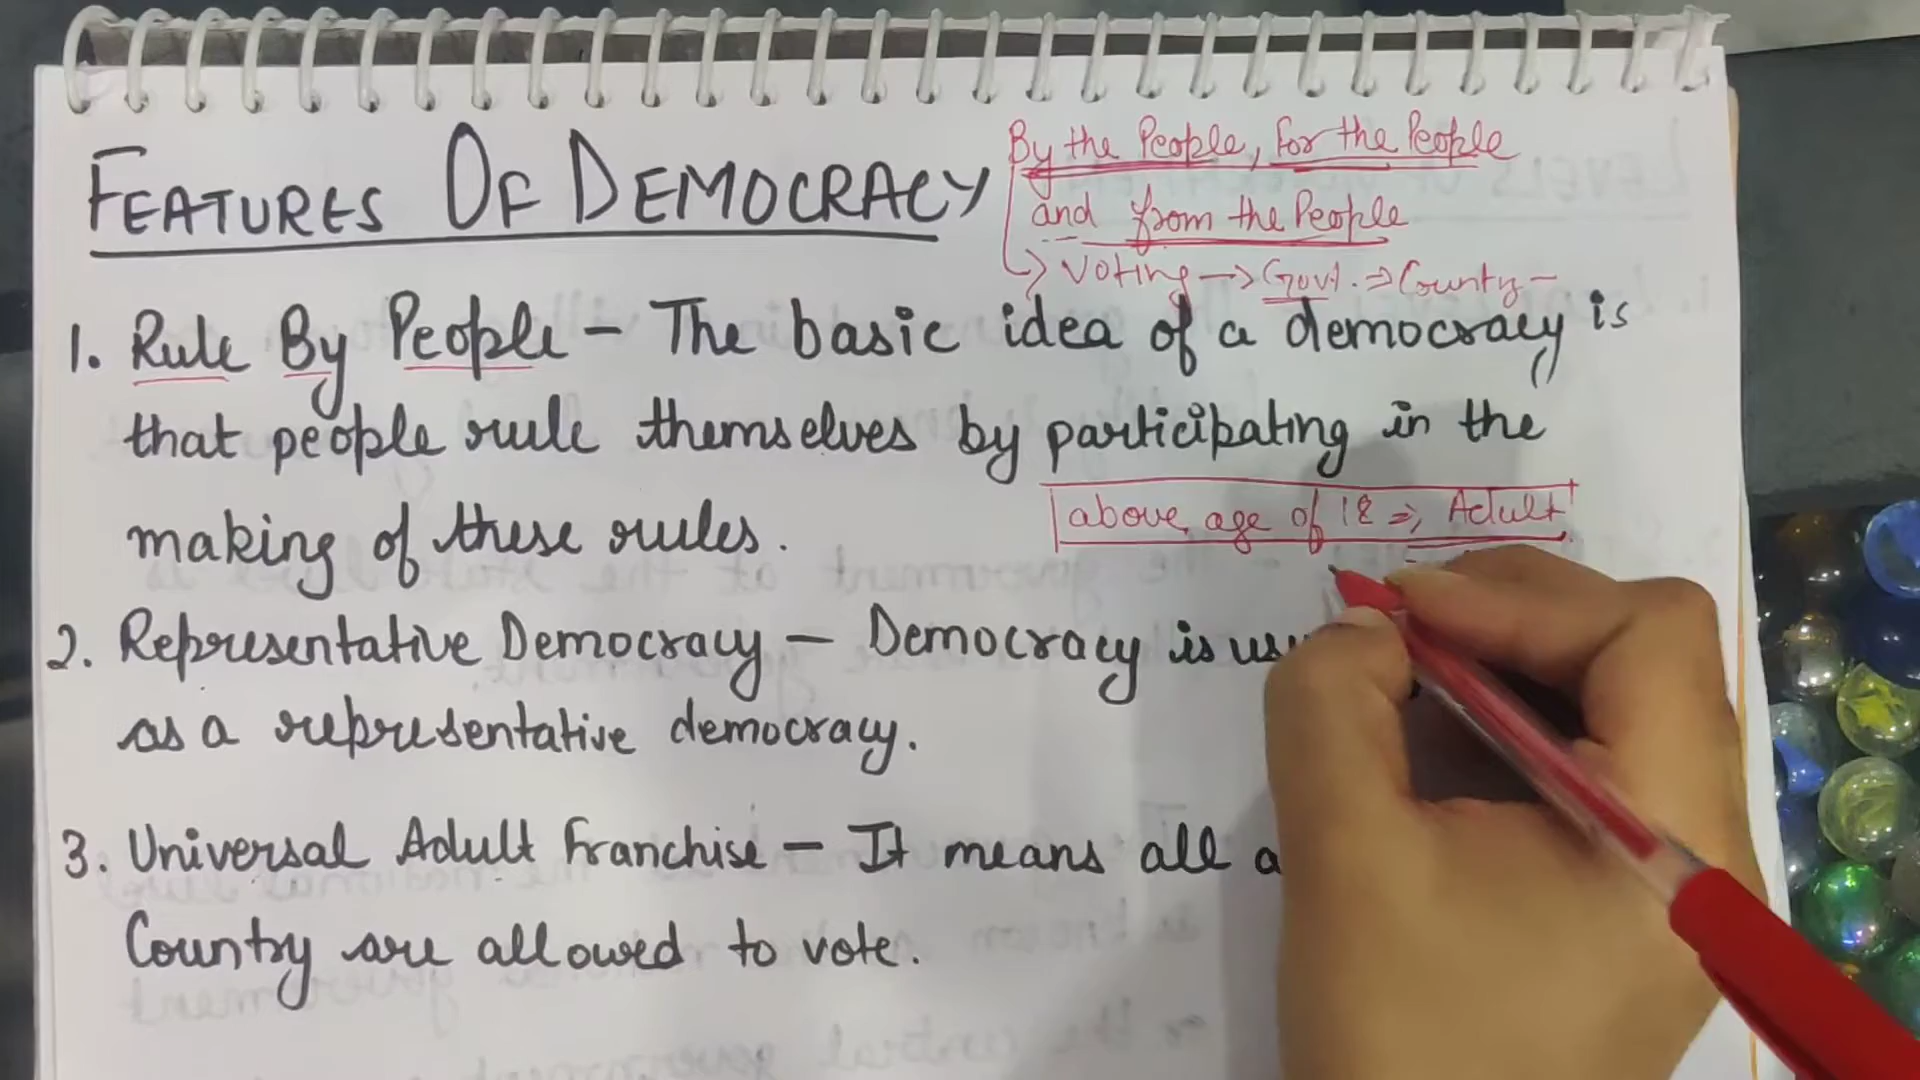 FEATURES OF DEMOCRACY
By the People, For the People
and from the People
→ Voting → Govt. ⇒ Country -
1. Rule By People - The basic idea of a democracy is
that people rule themselves by participating in the
making of these rules.
above age of 18 ⇒ Adult
2. Representative Democracy - Democracy is
as a representative democracy.
3. Universal Adult Franchise - It means all
Country are allowed to vote.